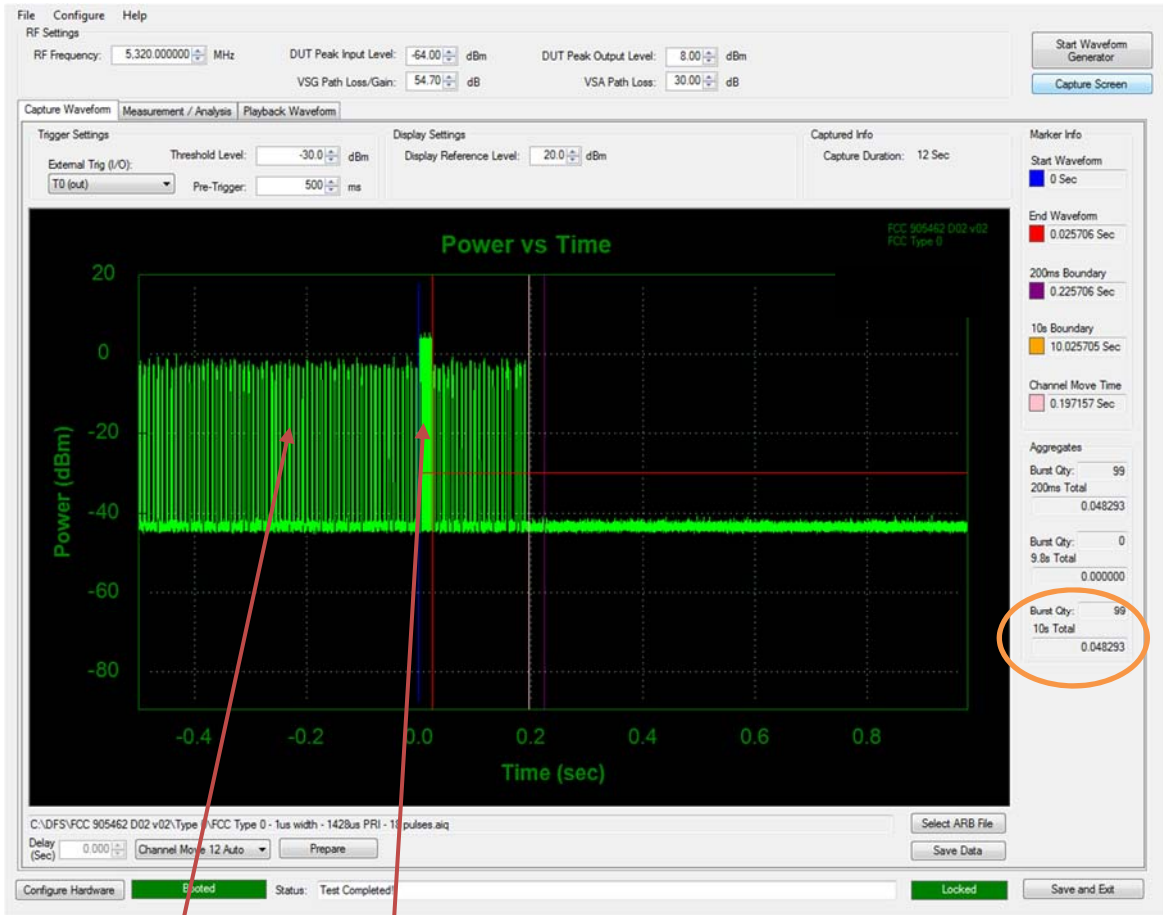 File Configure Help
RF Settings
RF Frequency: 5,320.000000 MHz DUT Peak Input Level: -64.00 dBm DUT Peak Output Level: 8.00 dBm
VSG Path Loss/Gain: 54.70 dB VSA Path Loss: 30.00 dB
Start Waveform
Generator
Capture Screen
Capture Waveform Measurement / Analysis Playback Waveform
Trigger Settings
External Trig (I/O):
T0 (out)
Threshold Level: -30.0 dBm
Pre-Trigger: 500 ms
Display Settings
Display Reference Level: 20.0 dBm
Captured Info
Capture Duration: 12 Sec
Marker Info
Start Waveform
0 Sec
End Waveform
0.025706 Sec
200ms Boundary
0.225706 Sec
10s Boundary
10.025705 Sec
Channel Move Time
0.197157 Sec
Aggregates
Burst Qty: 99
200ms Total
0.048293
Burst Qty: 0
9.8s Total
0.000000
Burst Qty: 99
10s Total
0.048293
Power vs Time
FCC 905462 D02 v02
FCC Type 0
20
0
-20
-40
-60
-80
Power (dBm)
-0.4 -0.2 0.0 0.2 0.4 0.6 0.8
Time (sec)
C:\DFS\FCC 905462 D02 v02\Type 0\FCC Type 0 - 1us width - 1428us PRI - 18 pulses.aiq
Select ARB File
Delay
(Sec) 0.000 Channel Move 12 Auto Prepare
Save Data
Configure Hardware Booted Status: Test Completed! Locked Save and Exit